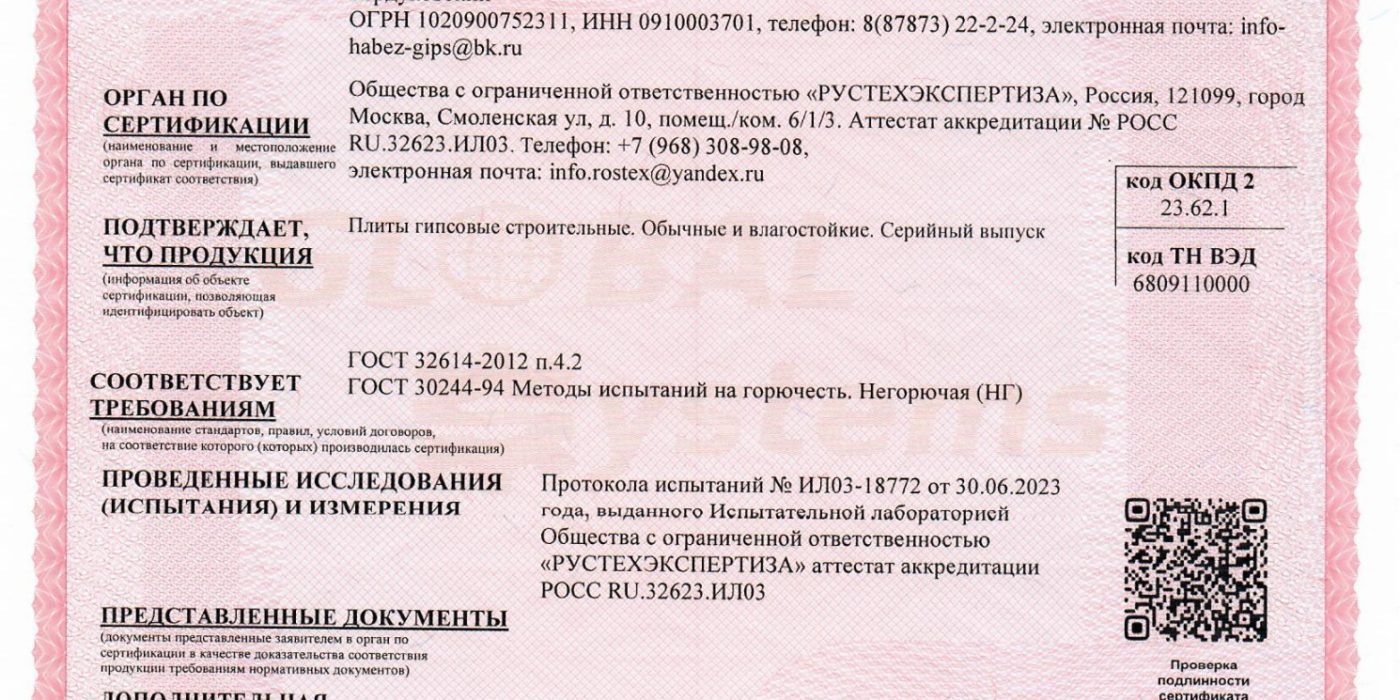 ОГРН 1020900752311, ИНН 0910003701, телефон: 8(87873) 22-2-24, электронная почта: info-
habez-gips@bk.ru
ОРГАН ПО
СЕРТИФИКАЦИИ
(наименование и местоположение
органа по сертификации, выдавшего
сертификат соответствия)
Общества с ограниченной ответственностью «РУСТЕХЭКСПЕРТИЗА», Россия, 121099, город
Москва, Смоленская ул, д. 10, помещ./ком. 6/1/3. Аттестат аккредитации № РОСС
RU.32623.ИЛ03. Телефон: +7 (968) 308-98-08,
электронная почта: info.rostex@yandex.ru
код ОКПД 2
23.62.1
код ТН ВЭД
6809110000
ПОДТВЕРЖДАЕТ,
ЧТО ПРОДУКЦИЯ
(информация об объекте
сертификации, позволяющая
идентифицировать объект)
Плиты гипсовые строительные. Обычные и влагостойкие. Серийный выпуск
GLOBAL
Systems
СООТВЕТСТВУЕТ
ТРЕБОВАНИЯМ
(наименование стандартов, правил, условий договоров,
на соответствие которого (которых) производилась сертификация)
ГОСТ 32614-2012 п.4.2
ГОСТ 30244-94 Методы испытаний на горючесть. Негорючая (НГ)
ПРОВЕДЕННЫЕ ИССЛЕДОВАНИЯ
(ИСПЫТАНИЯ) И ИЗМЕРЕНИЯ
Протокола испытаний № ИЛ03-18772 от 30.06.2023
года, выданного Испытательной лабораторией
Общества с ограниченной ответственностью
«РУСТЕХЭКСПЕРТИЗА» аттестат аккредитации
РОСС RU.32623.ИЛ03
ПРЕДСТАВЛЕННЫЕ ДОКУМЕНТЫ
(документы представленные заявителем в орган по
сертификации в качестве доказательства соответствия
продукции требованиям нормативных документов)
Проверка
подлинности
сертификата
ДОПОЛНИТЕЛЬНАЯ